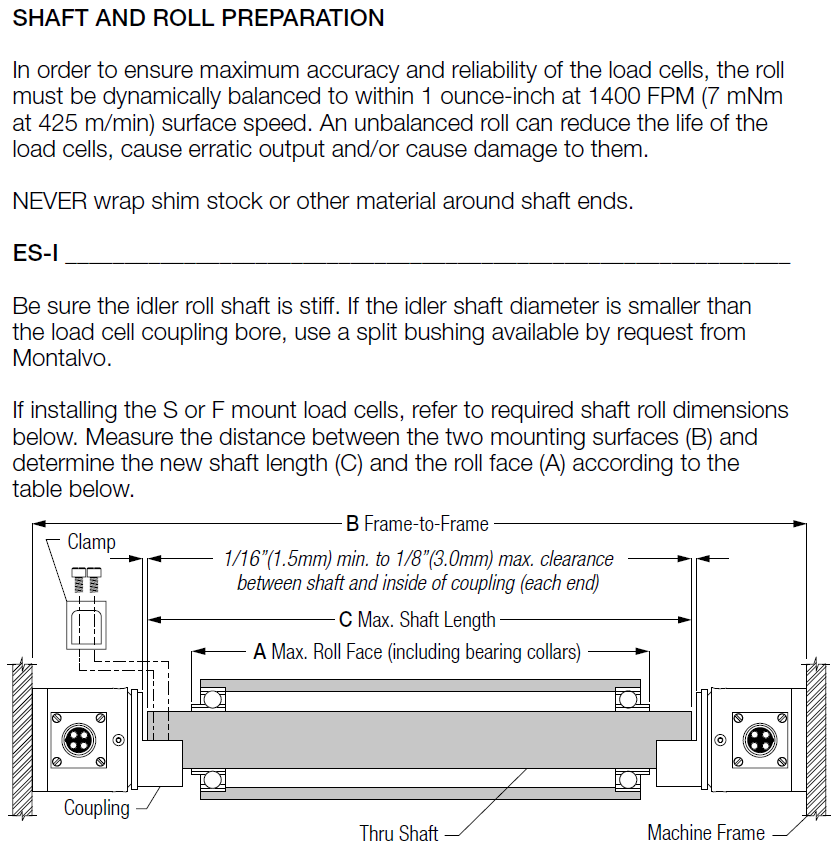 SHAFT AND ROLL PREPARATION
In order to ensure maximum accuracy and reliability of the load cells, the roll
must be dynamically balanced to within 1 ounce-inch at 1400 FPM (7 mNm
at 425 m/min) surface speed. An unbalanced roll can reduce the life of the
load cells, cause erratic output and/or cause damage to them.
NEVER wrap shim stock or other material around shaft ends.
ES-I
Be sure the idler roll shaft is stiff. If the idler shaft diameter is smaller than
the load cell coupling bore, use a split bushing available by request from
Montalvo.
If installing the S or F mount load cells, refer to required shaft roll dimensions
below. Measure the distance between the two mounting surfaces (B) and
determine the new shaft length (C) and the roll face (A) according to the
table below.
B Frame-to-Frame
Clamp
1/16"(1.5mm) min. to 1/8"(3.0mm) max. clearance
between shaft and inside of coupling (each end)
C Max. Shaft Length
A Max. Roll Face (including bearing collars)
Coupling
Thru Shaft
Machine Frame